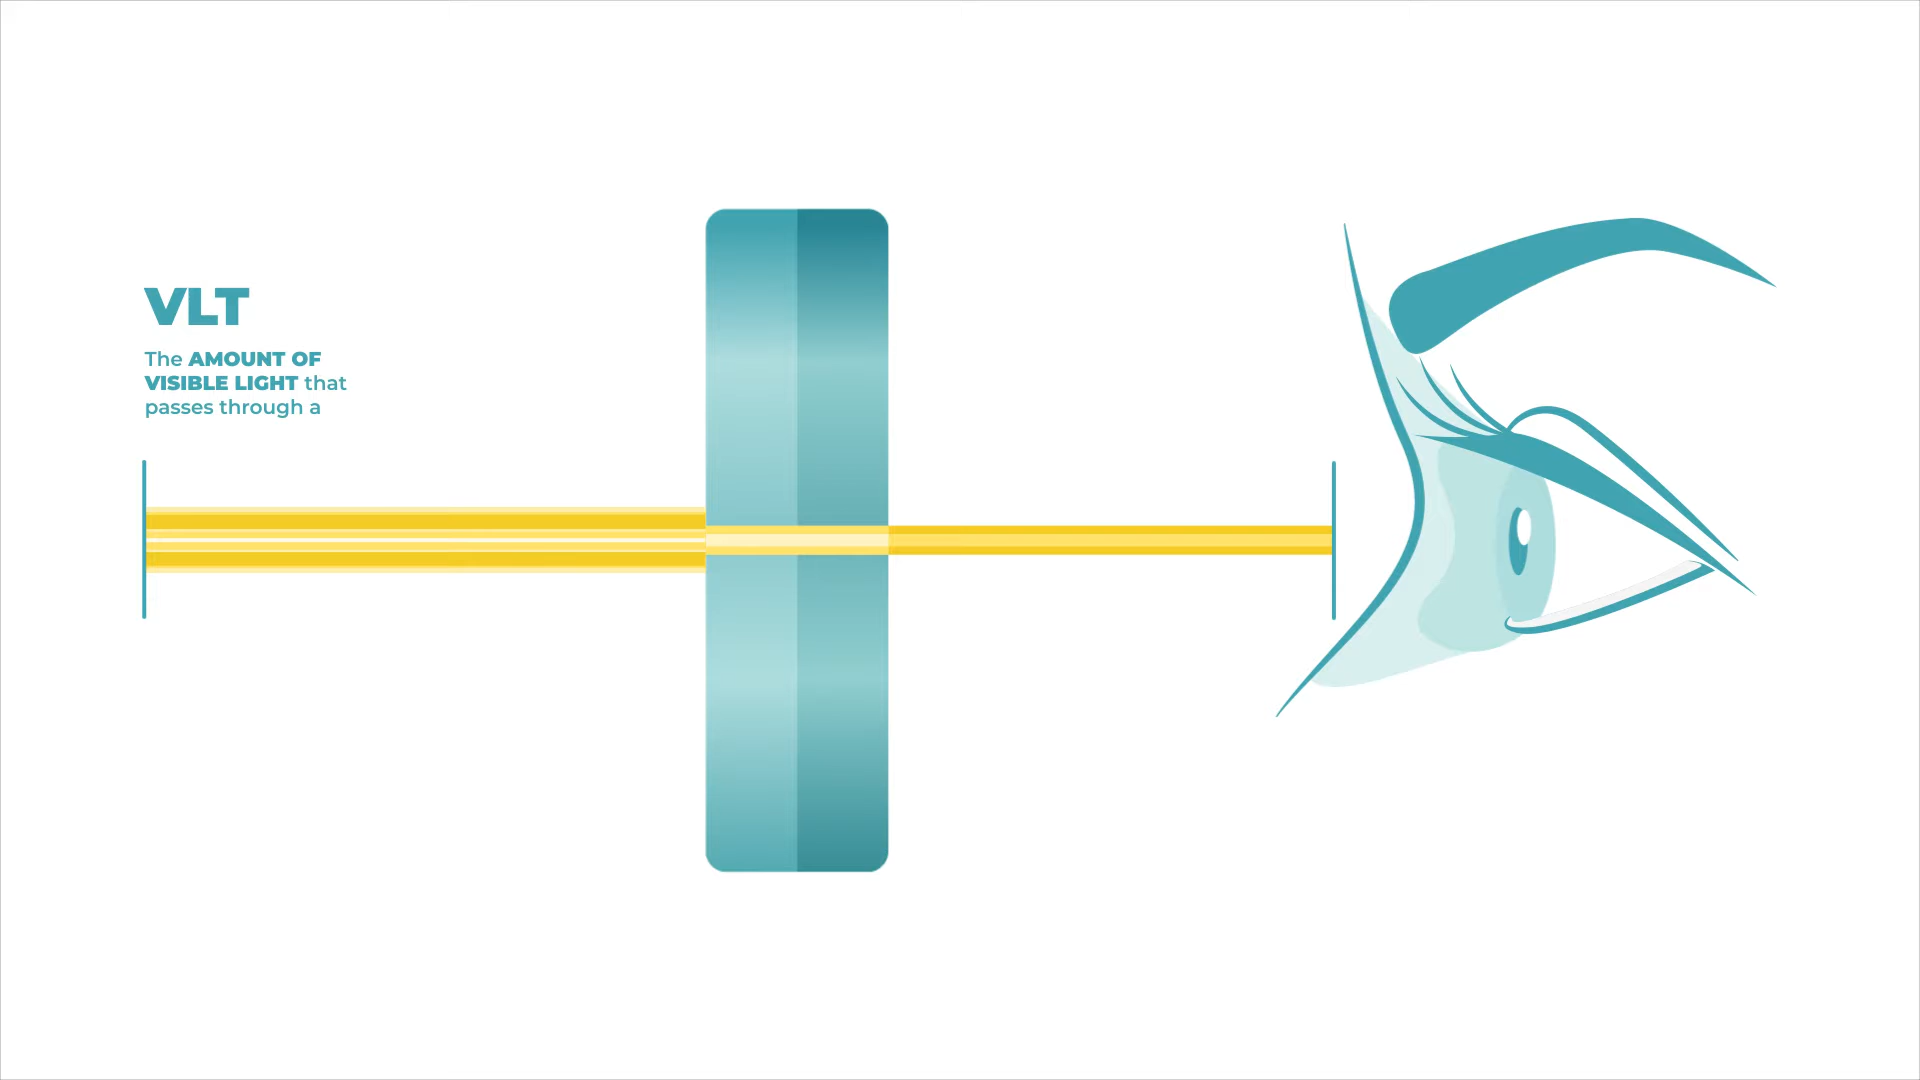 VLT
The AMOUNT OF
VISIBLE LIGHT that
passes through a